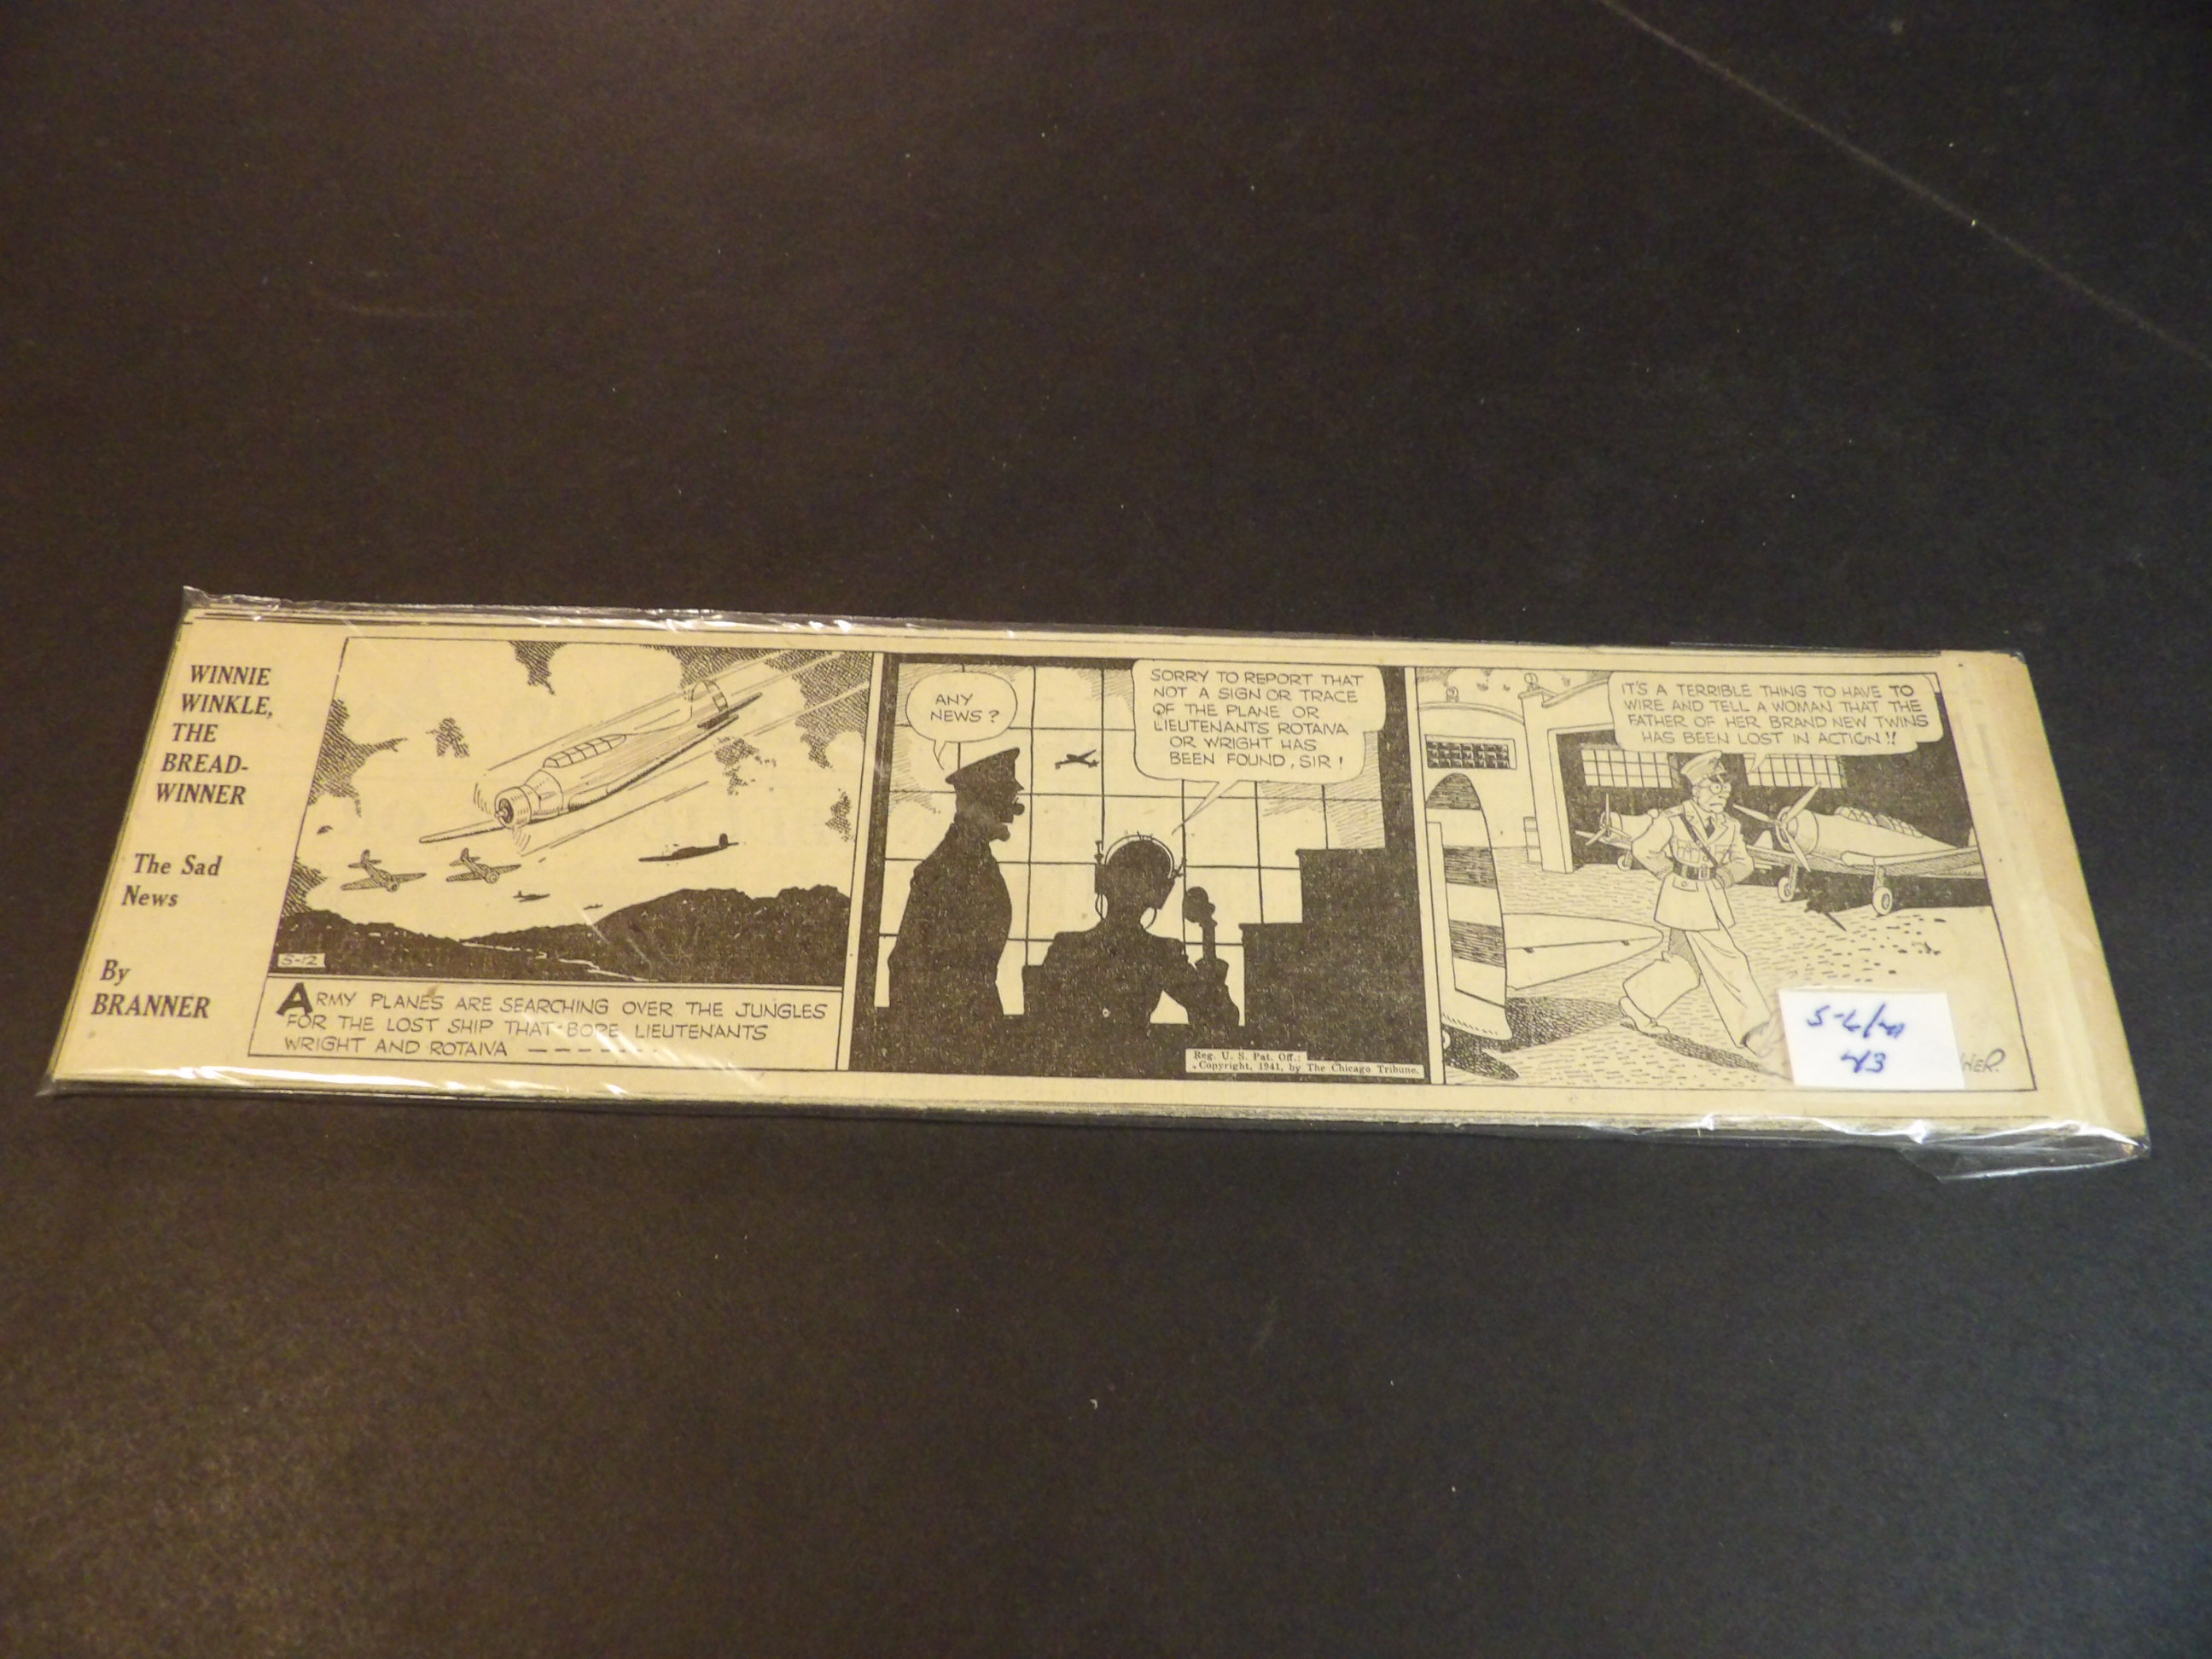 WINNIE
WINKLE,
THE
BREAD-
WINNER
The Sad
News
By
BRANNER
5-12
ARMY PLANES ARE SEARCHING OVER THE JUNGLES
FOR THE LOST SHIP THAT BORE LIEUTENANTS
WRIGHT AND ROTAIVA — — — — — —
ANY
NEWS?
SORRY TO REPORT THAT
NOT A SIGN OR TRACE
OF THE PLANE OR
LIEUTENANTS ROTAIVA
OR WRIGHT HAS
BEEN FOUND, SIR!
Reg. U. S. Pat. Off.:
Copyright, 1941, by The Chicago Tribune.
IT'S A TERRIBLE THING TO HAVE TO
WIRE AND TELL A WOMAN THAT THE
FATHER OF HER BRAND NEW TWINS
HAS BEEN LOST IN ACTION!!
43
NER.